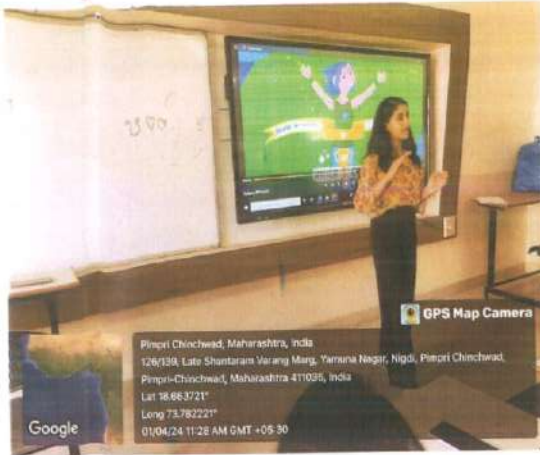 GPS Map Camera
Pimpri Chinchwad, Maharashtra, India
126/139, Late Shantaram Varang Marg, Yamuna Nagar, Nigdi, Pimpri Chinchwad,
Pimpri-Chinchwad, Maharashtra 411035, India
Lat 18.663721°
Long 73.782221°
01/04/24 11:28 AM GMT +05:30
Google